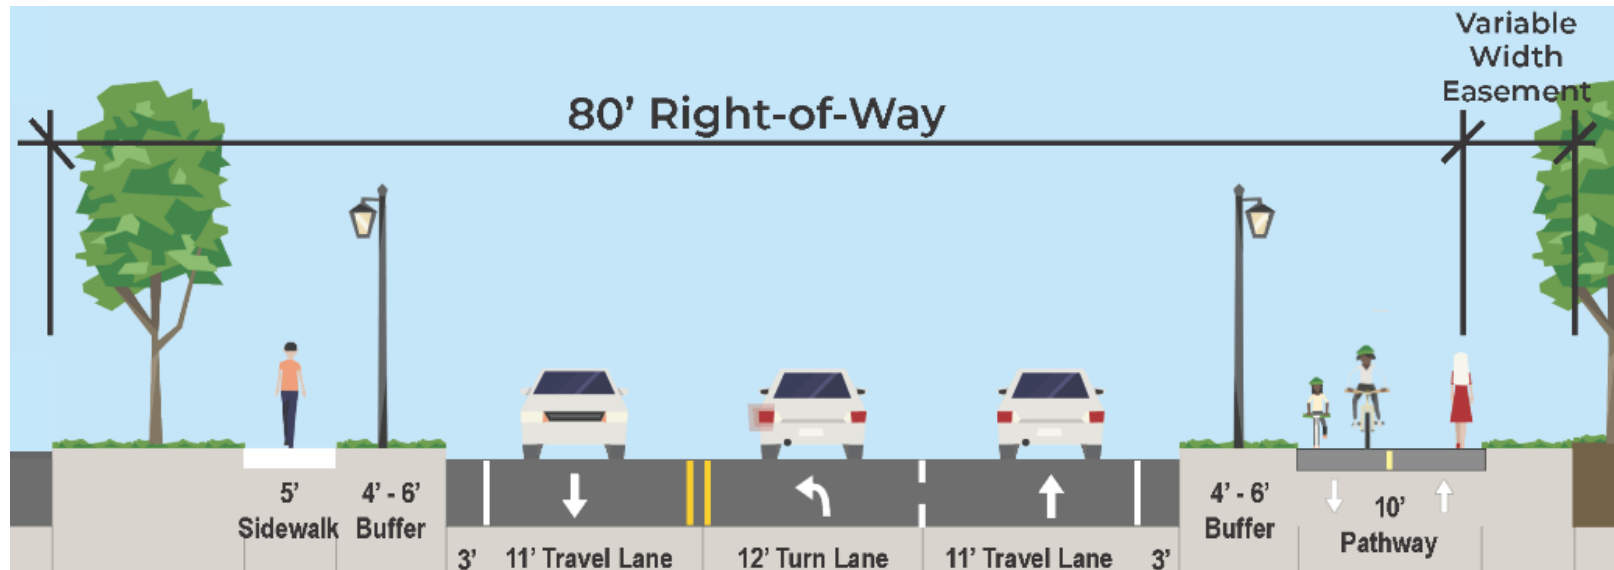 Variable
Width
Easement
80’ Right-of-Way
5’
Sidewalk
4’ - 6’
Buffer
3’
11’ Travel Lane
12’ Turn Lane
11’ Travel Lane
3’
4’ - 6’
Buffer
10’
Pathway